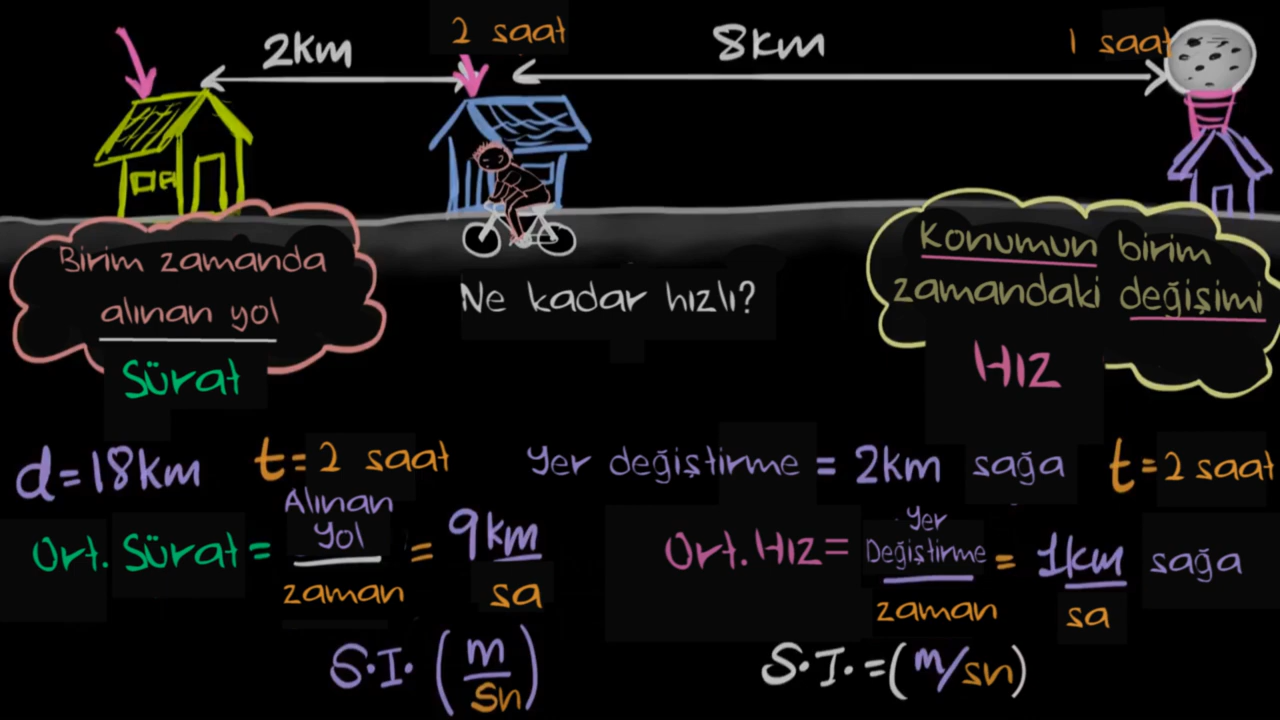 2km
2 saat
8km
1 saat
Birim zamanda
alınan yol
Sürat
Ne kadar hızlı?
Konumun birim
zamandaki değişimi
Hız
d=18km
t=2 saat
Ort. Sürat = Alınan
Yol
zaman
= 9km
sa
S.I. (m
sn)
Yer değiştirme = 2km sağa
t=2 saat
Ort. Hız= Yer
Değiştirme
zaman
= 1km
sa
sağa
S.I.=(m/sn)